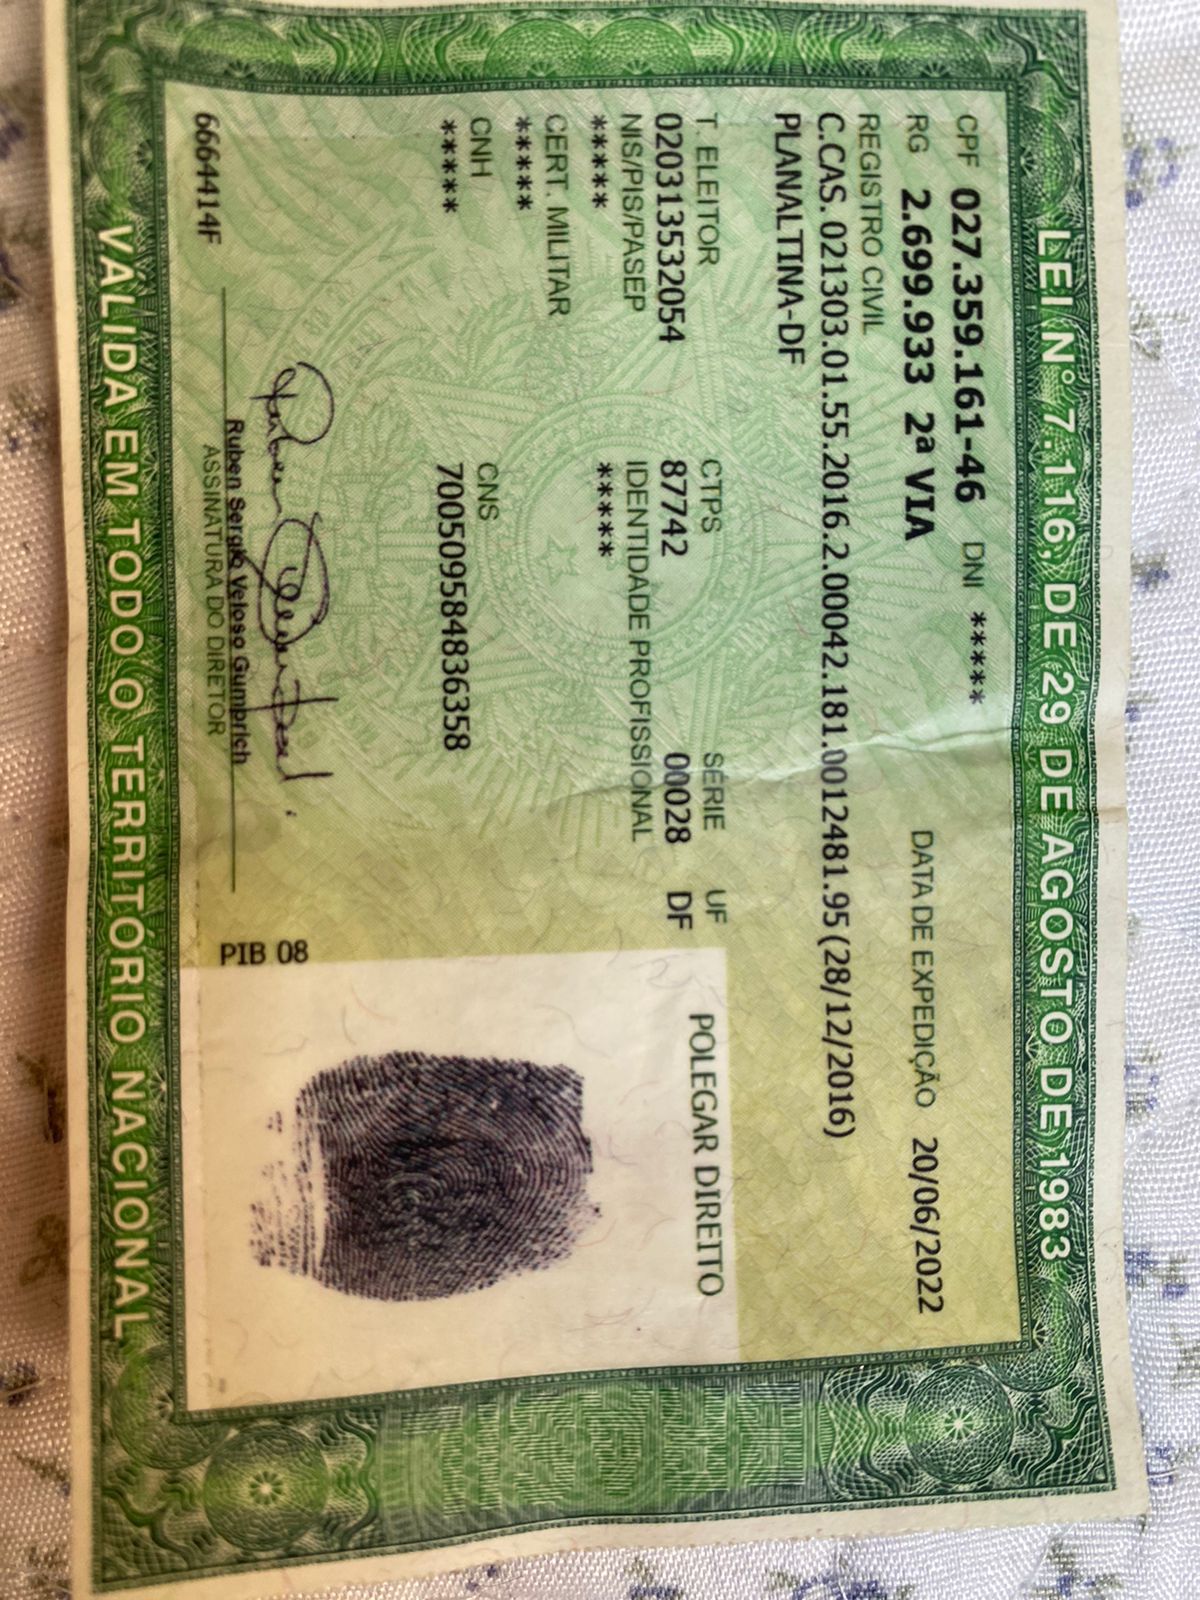 LEI Nº 7.116, DE 29 DE AGOSTO DE 1983
CPF 027.359.161-46 DNI *****
RG 2.699.933 2ª VIA DATA DE EXPEDIÇÃO 20/06/2022
REGISTRO CIVIL
C.CAS. 021303.01.55.2016.2.00042.181.0012481.95 (28/12/2016)
PLANALTINA-DF
T. ELEITOR CTPS SÉRIE UF
020313532054 87742 00028 DF
NIS/PIS/PASEP IDENTIDADE PROFISSIONAL
***** *****
CERT. MILITAR
*****
CNH CNS
***** 700509584836358
POLEGAR DIREITO
PIB 08
66644414F
Ruben Sergio Veloso Gumprich
ASSINATURA DO DIRETOR
VALIDA EM TODO O TERRITÓRIO NACIONAL